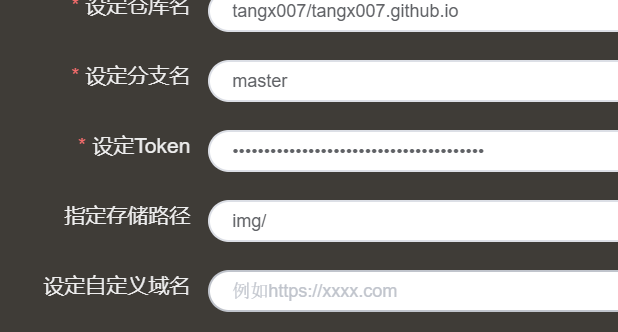 * 设定仓库名 tangx007/tangx007.github.io
* 设定分支名 master
* 设定Token ••••••••••••••••••••••••••••••••••••••••
指定存储路径 img/
设定自定义域名 例如https://xxxx.com